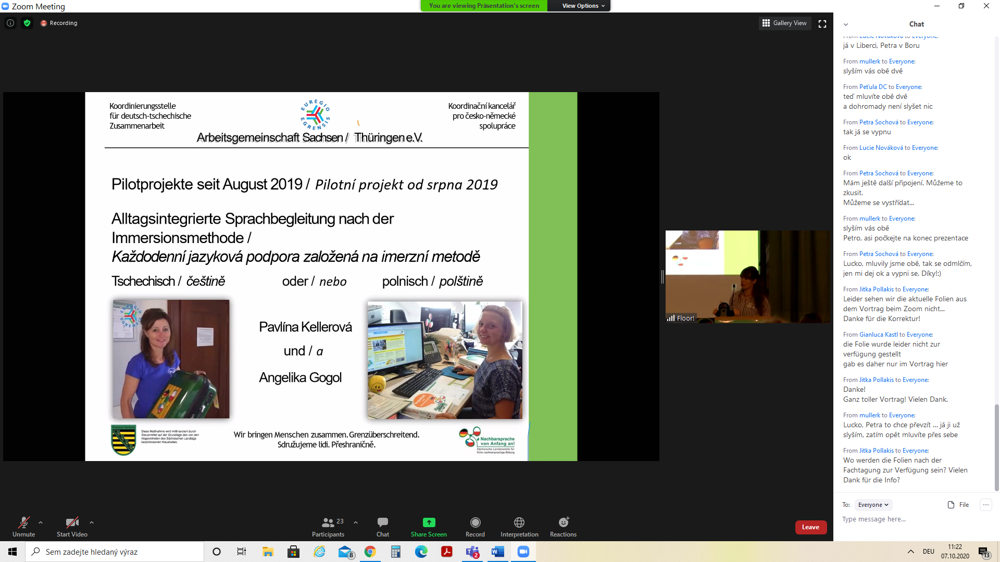 Zoom Meeting
You are viewing Präsentation's screen
View Options
Recording
Gallery View
Koordinierungsstelle
für deutsch-tschechische
Zusammenarbeit
EUREGIO
EGRENSIS
Koordinační kancelář
pro česko-německé
spolupráce
Arbeitsgemeinschaft Sachsen / Thüringen e.V.
Pilotprojekte seit August 2019 / Pilotní projekt od srpna 2019
Alltagsintegrierte Sprachbegleitung nach der
Immersionsmethode /
Každodenní jazyková podpora založená na imerzní metodě
Tschechisch / češtině
oder / nebo
polnisch / polštině
Pavlína Kellerová
und / a
Angelika Gogol
Freistaat Sachsen
Diese Maßnahme wird mitfinanziert durch
Steuermittel auf der Grundlage des von den
Abgeordneten des Sächsischen Landtags
beschlossenen Haushaltes.
Wir bringen Menschen zusammen. Grenzüberschreitend.
Sdružujeme lidi. Přeshraničně.
Nachbarsprache
von Anfang an!
Sächsische Landesstelle für
frühe nachbarsprachige Bildung
Floor!
Chat
From Lucie Nováková to Everyone:
já v Liberci, Petra v Boru
From mullerk to Everyone:
slyším vás obě dvě
From Peťula DC to Everyone:
teď mluvíte obě dvě
a dohromady není slyšet nic
From Petra Sochová to Everyone:
tak já se vypnu
From Lucie Nováková to Everyone:
ok
From Petra Sochová to Everyone:
Mám ještě další připojení. Můžeme to
zkusit.
Můžeme se vystřídat...
From mullerk to Everyone:
slyším vás obě
Petro, asi počkejte na konec prezentace
From Petra Sochová to Everyone:
Lucko, mluvily jsme obě, tak se odmlčím,
jen mi dej ok a vypni se. Díky!:)
From Jitka Pollakis to Everyone:
Leider sehen wir die aktuelle Folien aus
dem Vortrag beim Zoom nicht...
Danke für die Korrektur!
From Gianluca Kastl to Everyone:
die Folie wurde leider nicht zur
verfügung gestellt
gab es daher nur im Vortrag hier
From Jitka Pollakis to Everyone:
Danke!
Ganz toller Vortrag! Vielen Dank.
From mullerk to Everyone:
Lucko, Petra to chce převzít ... já ji už
slyším, zatím opět mluvíte přes sebe
From Jitka Pollakis to Everyone:
Wo werden die Folien nach der
Fachtagung zur Verfügung sein? Vielen
Dank für die Info?
To: Everyone
File
Type message here...
Unmute
Start Video
Participants
23
Chat
Share Screen
Record
Interpretation
Reactions
Leave
Sem zadejte hledaný výraz
8
2
DEU
11:22
07.10.2020
13